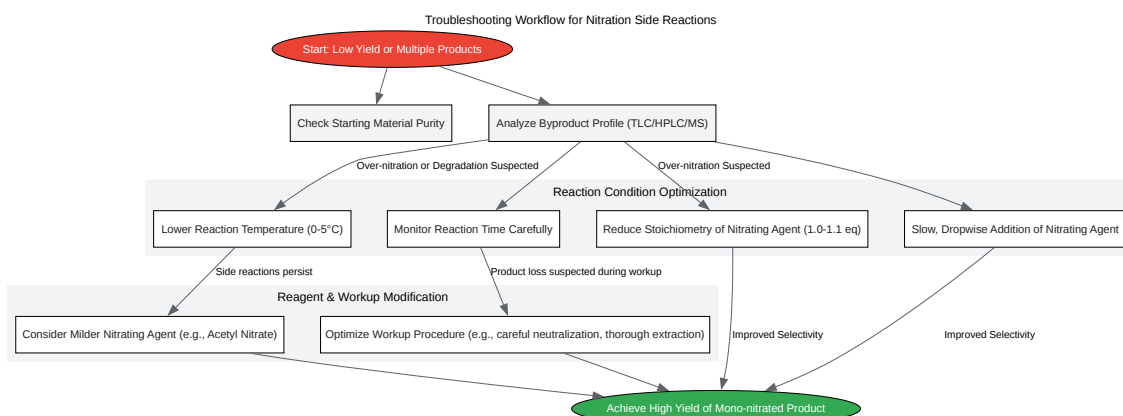 Troubleshooting Workflow for Nitration Side Reactions
Start: Low Yield or Multiple Products
Check Starting Material Purity
Analyze Byproduct Profile (TLC/HPLC/MS)
Over-nitration or Degradation Suspected
Over-nitration Suspected
Reaction Condition Optimization
Lower Reaction Temperature (0-5°C)
Monitor Reaction Time Carefully
Reduce Stoichiometry of Nitrating Agent (1.0-1.1 eq)
Slow, Dropwise Addition of Nitrating Agent
Side reactions persist
Product loss suspected during workup
Reagent & Workup Modification
Consider Milder Nitrating Agent (e.g., Acetyl Nitrate)
Optimize Workup Procedure (e.g., careful neutralization, thorough extraction)
Improved Selectivity
Improved Selectivity
Achieve High Yield of Mono-nitrated Product